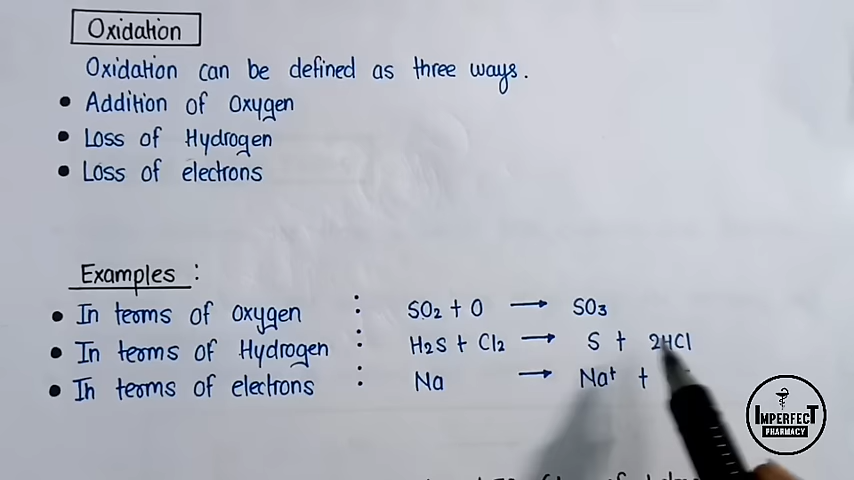 Oxidation
Oxidation can be defined as three ways.
• Addition of Oxygen
• Loss of Hydrogen
• Loss of electrons
Examples :
• In terms of Oxygen : SO₂ + O → SO₃
• In terms of Hydrogen : H₂S + Cl₂ → S + 2HCl
• In terms of electrons : Na → Na⁺ +
IMPERFECT
PHARMACY